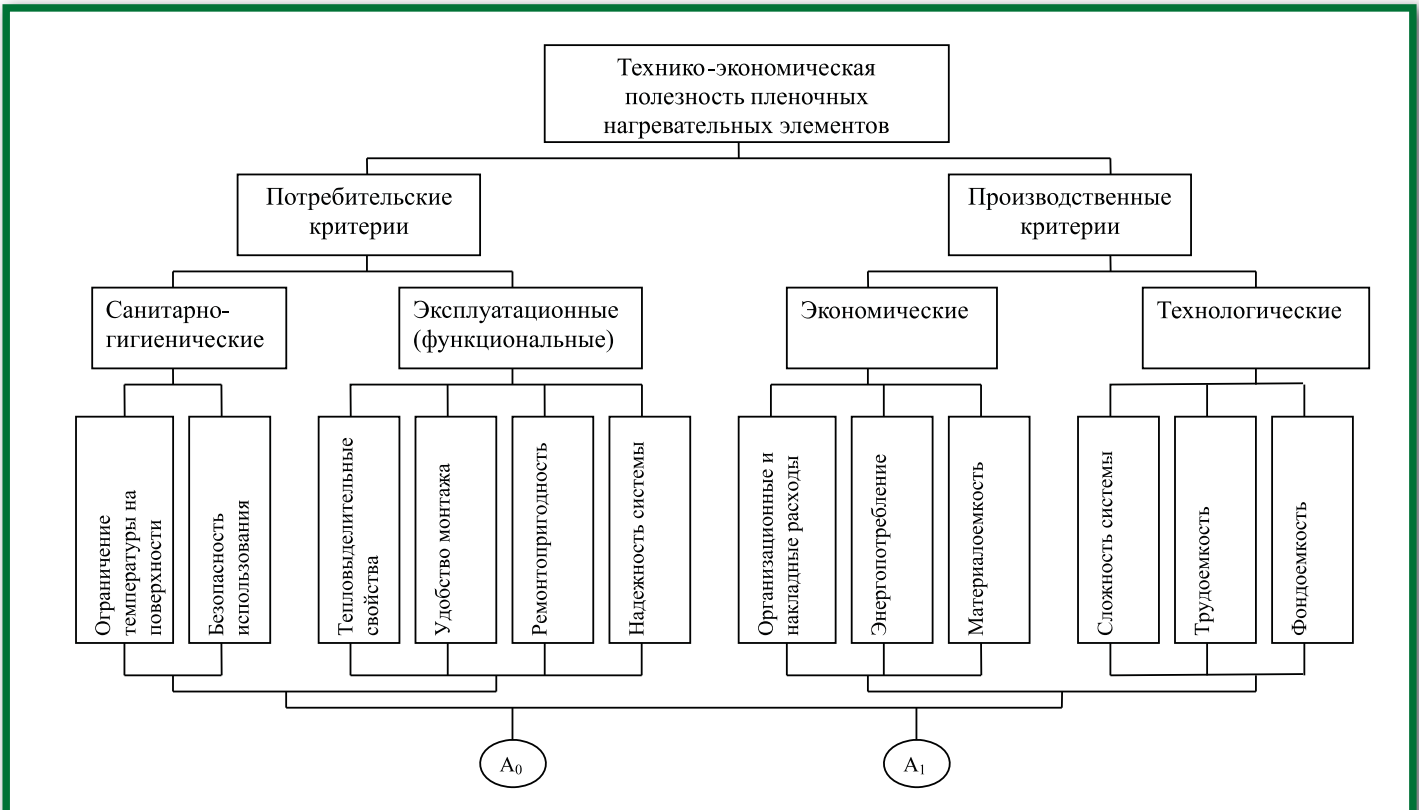 Технико-экономическая
полезность пленочных
нагревательных элементов
Потребительские
критерии
Производственные
критерии
Санитарно-
гигиенические
Эксплуатационные
(функциональные)
Экономические
Технологические
Ограничение
температуры на
поверхности
Безопасность
использования
Тепловыделительные
свойства
Удобство монтажа
Ремонтопригодность
Надежность системы
Организационные и
накладные расходы
Энергопотребление
Материалоемкость
Сложность системы
Трудоемкость
Фондоемкость
А₀
А₁